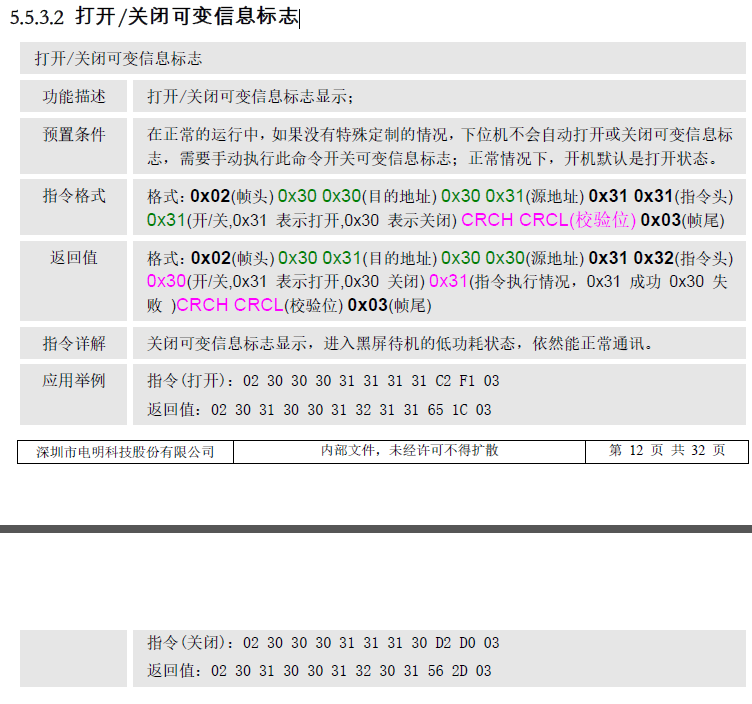 5.5.3.2 打开/关闭可变信息标志
打开/关闭可变信息标志
功能描述
打开/关闭可变信息标志显示；
预置条件
在正常的运行中，如果没有特殊定制的情况，下位机不会自动打开或关闭可变信息标
志，需要手动执行此命令开关可变信息标志；正常情况下，开机默认是打开状态。
指令格式
格式：0x02(帧头) 0x30 0x30(目的地址) 0x30 0x31(源地址) 0x31 0x31(指令头)
0x31(开/关,0x31 表示打开,0x30 表示关闭) CRCH CRCL(校验位) 0x03(帧尾)
返回值
格式：0x02(帧头) 0x30 0x31(目的地址) 0x30 0x30(源地址) 0x31 0x32(指令头)
0x30(开/关,0x31 表示打开,0x30 关闭) 0x31(指令执行情况，0x31 成功 0x30 失
败 )CRCH CRCL(校验位) 0x03(帧尾)
指令详解
关闭可变信息标志显示，进入黑屏待机的低功耗状态，依然能正常通讯。
应用举例
指令(打开)：02 30 30 30 31 31 31 31 C2 F1 03
返回值：02 30 31 30 30 31 32 31 31 65 1C 03
深圳市电明科技股份有限公司
内部文件，未经许可不得扩散
第 12 页 共 32 页
指令(关闭)：02 30 30 30 31 31 31 30 D2 D0 03
返回值：02 30 31 30 30 31 32 30 31 56 2D 03